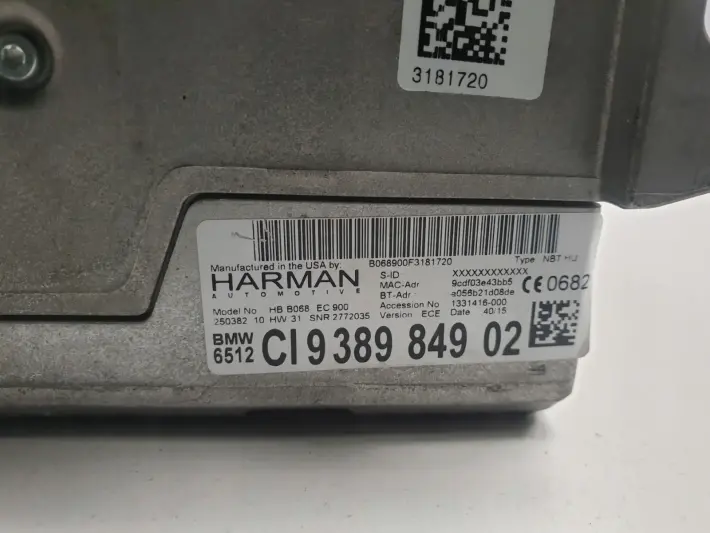 3181720
B068900F3181720
Type NBT HU
Manufactured in the USA by:
HARMAN
AUTOMOTIVE
S-ID XXXXXXXXXXXX
MAC-Adr 9cdf03e43bb5
BT-Adr a056b21d08de
CE 0682
Model No HB B068 EC 900
Accession No 1331416-000
250382 10 HW 31 SNR 2772035
Version ECE Date 40/15
BMW
6512 CI 9 389 849 02